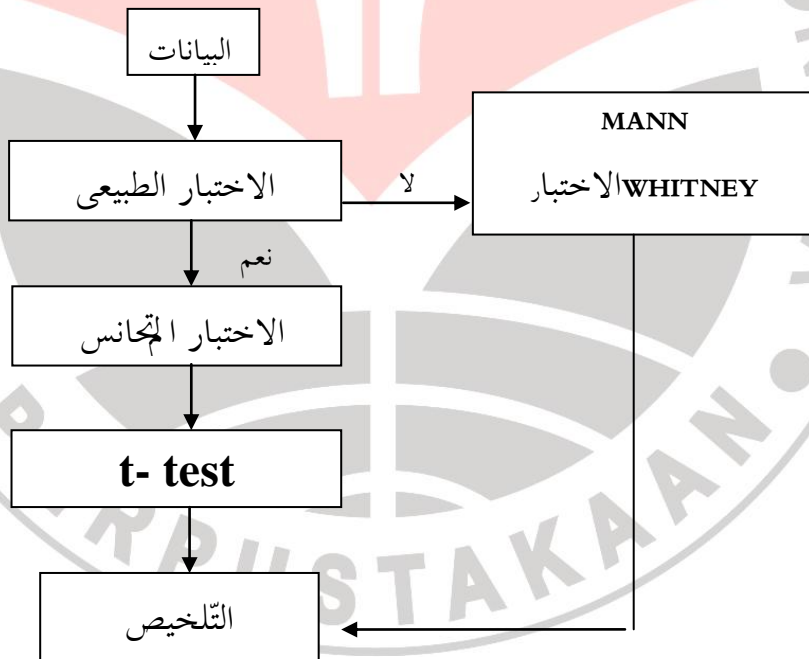 البيانات
MANN
WHITNEYالاختبار
الاختبار الطبيعى
لا
نعم
الاختبار المتجانس
t- test
التّلخيص
PERPUSTAKAAN